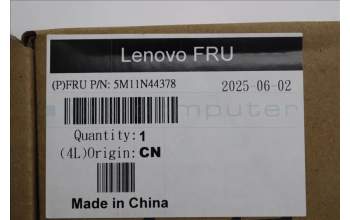 Lenovo FRU
(P)FRU P/N: 5M11N44378 2025-06-02
Quantity: 1
(4L)Origin: CN
Made in China